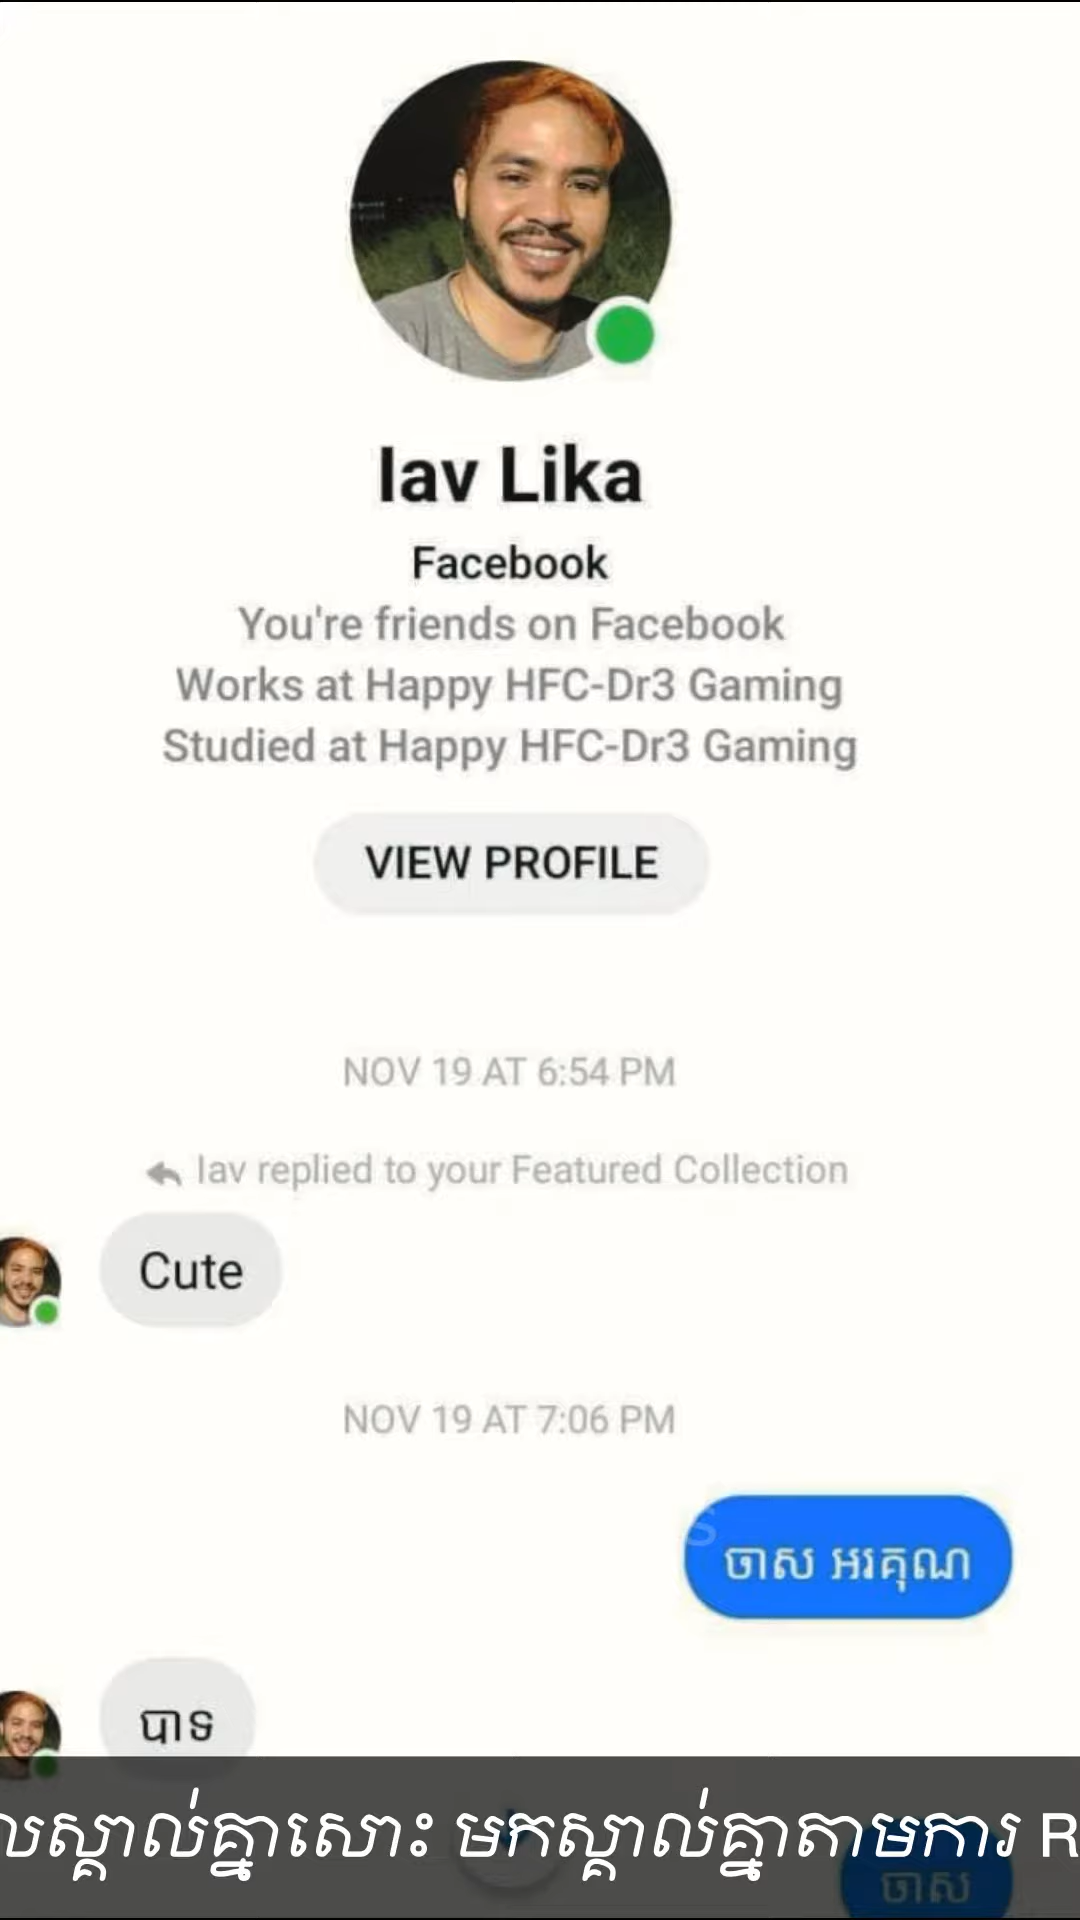 Iav Lika
Facebook
You're friends on Facebook
Works at Happy HFC-Dr3 Gaming
Studied at Happy HFC-Dr3 Gaming
VIEW PROFILE
NOV 19 AT 6:54 PM
Iav replied to your Featured Collection
Cute
NOV 19 AT 7:06 PM
ចាស អរគុណ
បាទ
ស្គាល់គ្នាសោះ មកស្គាល់គ្នាតាមការ R
ចាស